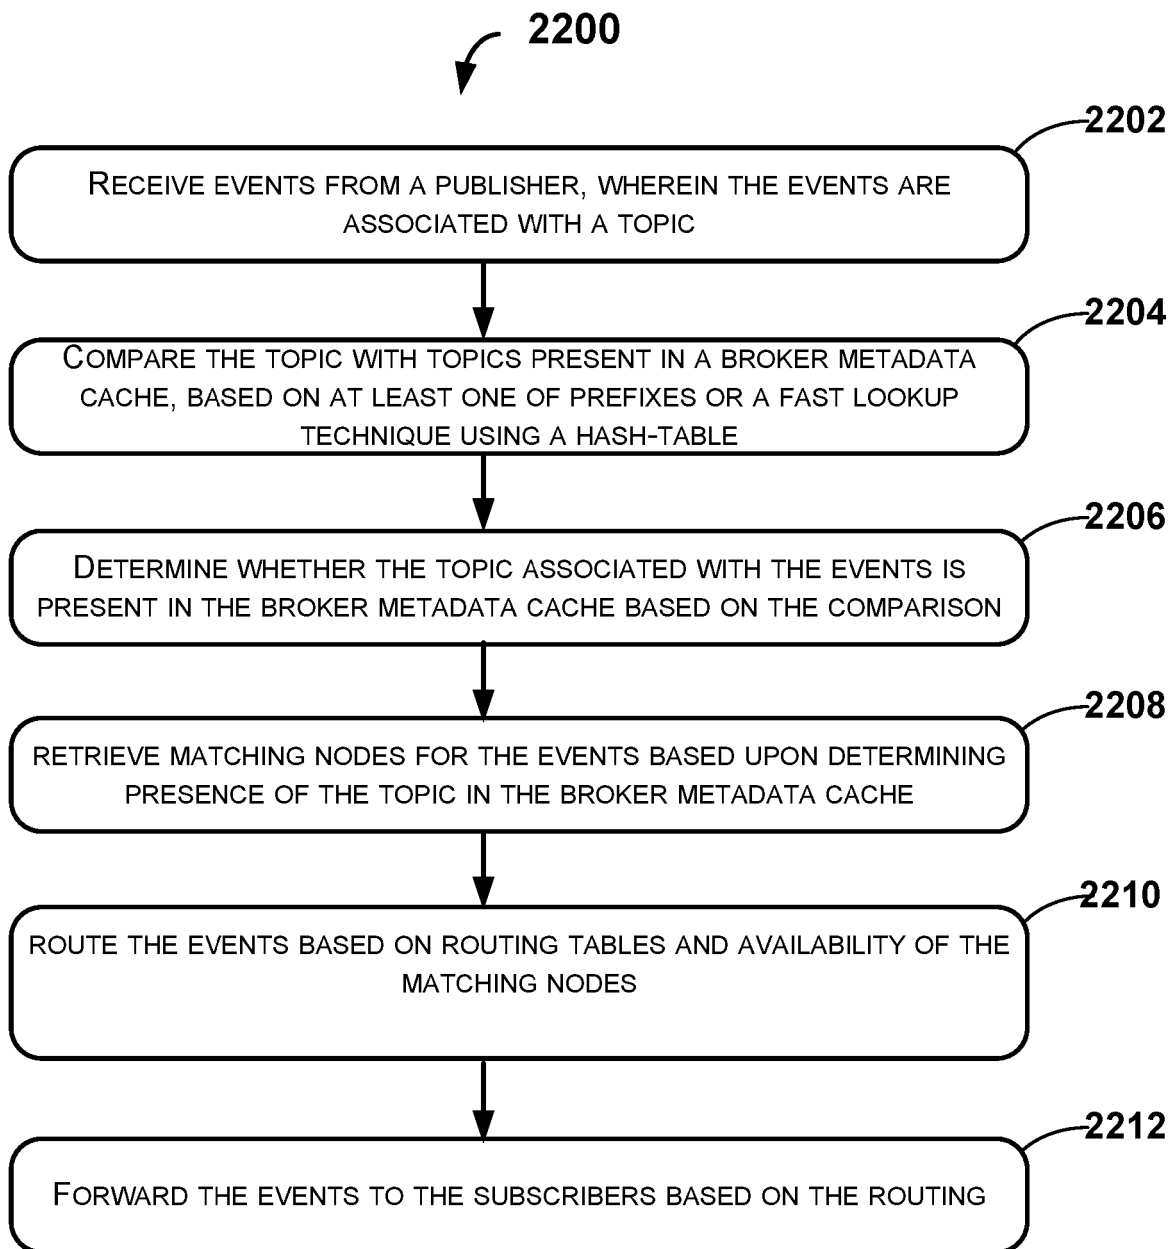 2200
2202
RECEIVE EVENTS FROM A PUBLISHER, WHEREIN THE EVENTS ARE
ASSOCIATED WITH A TOPIC
2204
COMPARE THE TOPIC WITH TOPICS PRESENT IN A BROKER METADATA
CACHE, BASED ON AT LEAST ONE OF PREFIXES OR A FAST LOOKUP
TECHNIQUE USING A HASH-TABLE
2206
DETERMINE WHETHER THE TOPIC ASSOCIATED WITH THE EVENTS IS
PRESENT IN THE BROKER METADATA CACHE BASED ON THE COMPARISON
2208
RETRIEVE MATCHING NODES FOR THE EVENTS BASED UPON DETERMINING
PRESENCE OF THE TOPIC IN THE BROKER METADATA CACHE
2210
ROUTE THE EVENTS BASED ON ROUTING TABLES AND AVAILABILITY OF THE
MATCHING NODES
2212
FORWARD THE EVENTS TO THE SUBSCRIBERS BASED ON THE ROUTING